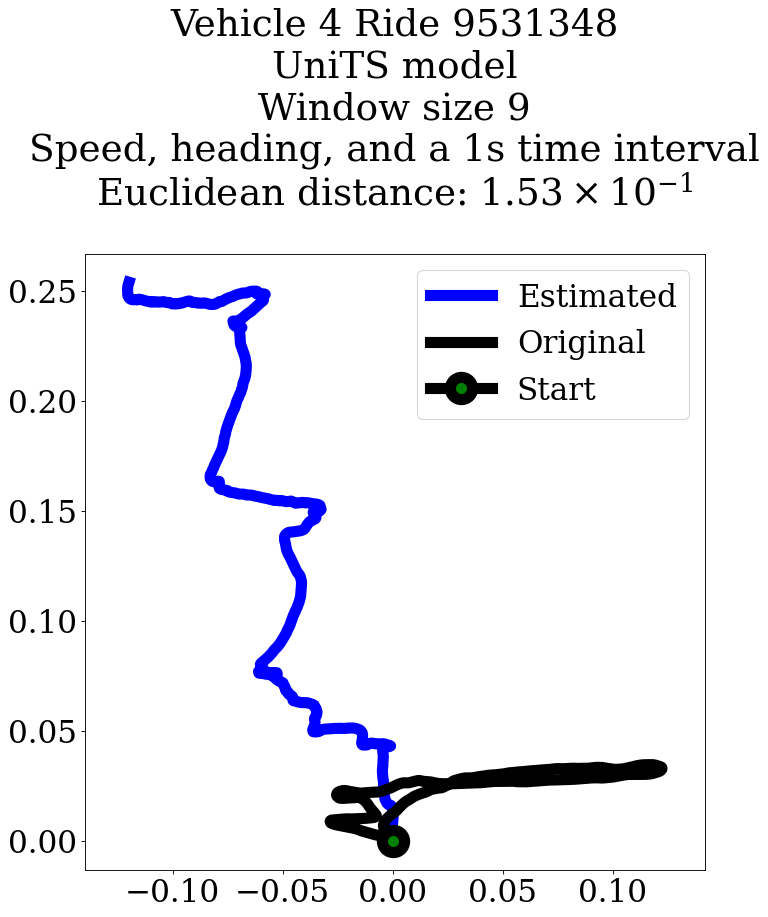 Vehicle 4 Ride 9531348
UniTS model
Window size 9
Speed, heading, and a 1s time interval
Euclidean distance: 1.53 × 10⁻¹
Estimated
Original
Start
0.25
0.20
0.15
0.10
0.05
0.00
−0.10 −0.05 0.00 0.05 0.10